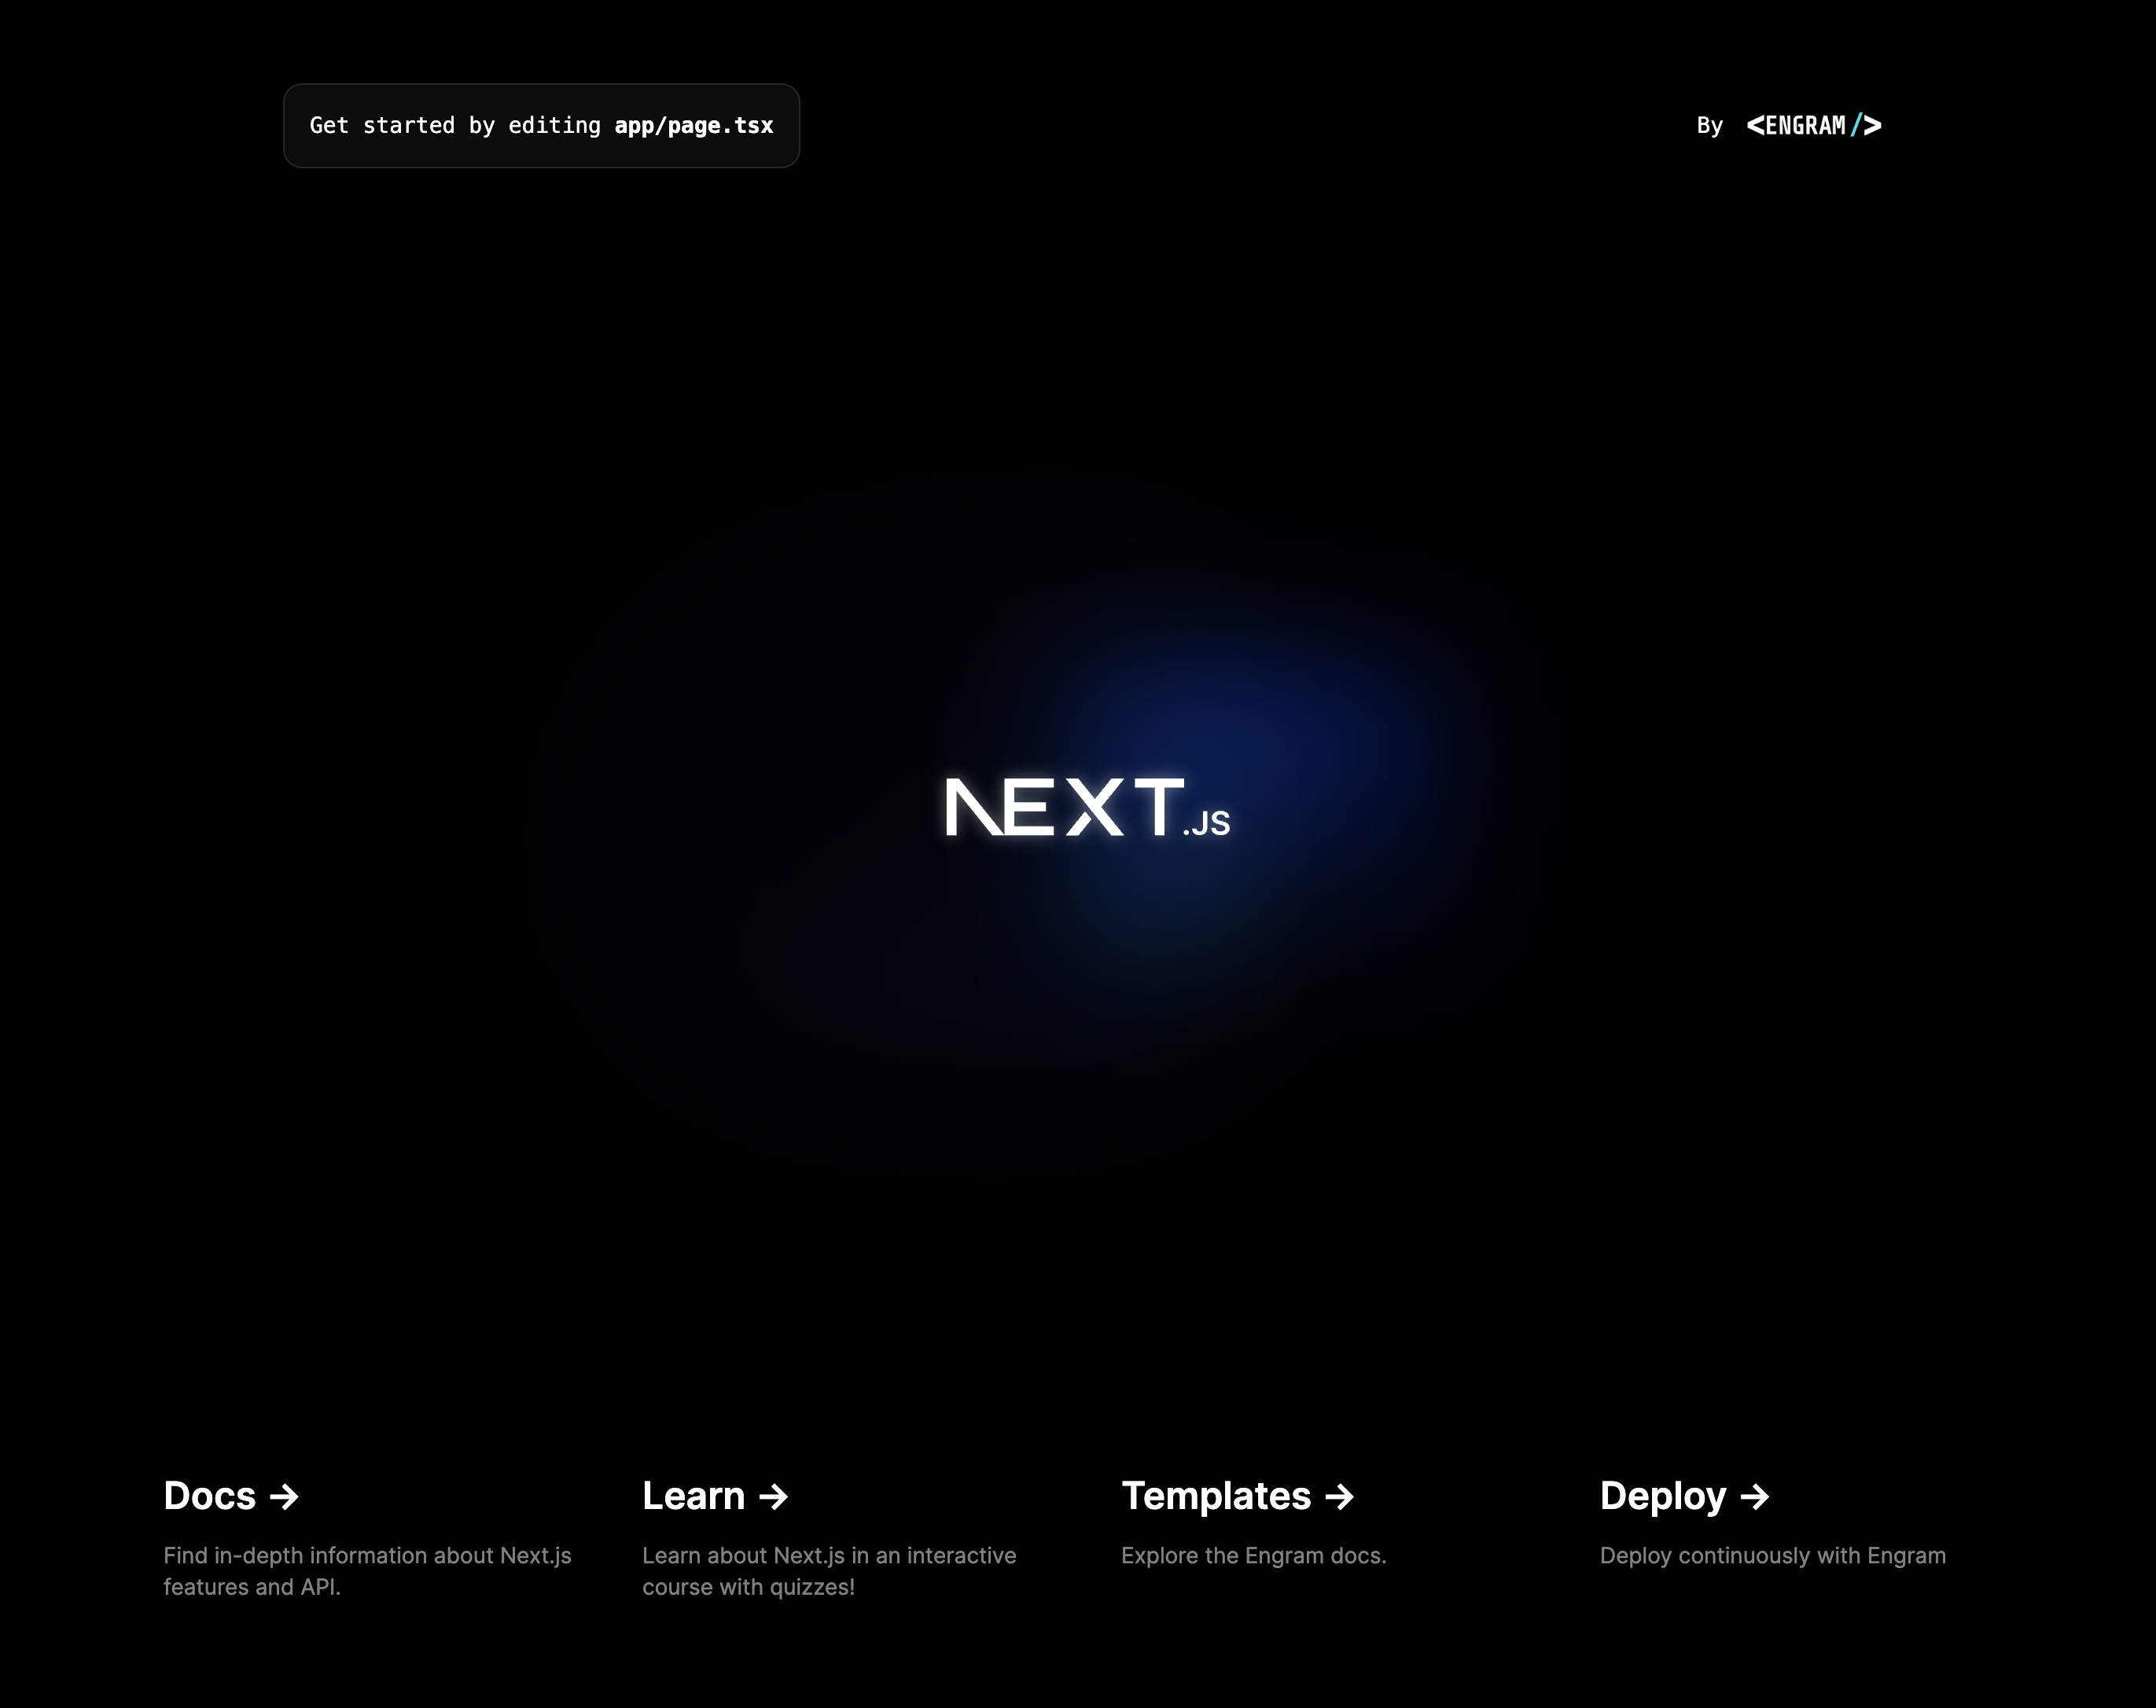 Get started by editing app/page.tsx
By <ENGRAM/>
NEXT.JS
Docs →
Find in-depth information about Next.js
features and API.
Learn →
Learn about Next.js in an interactive
course with quizzes!
Templates →
Explore the Engram docs.
Deploy →
Deploy continuously with Engram